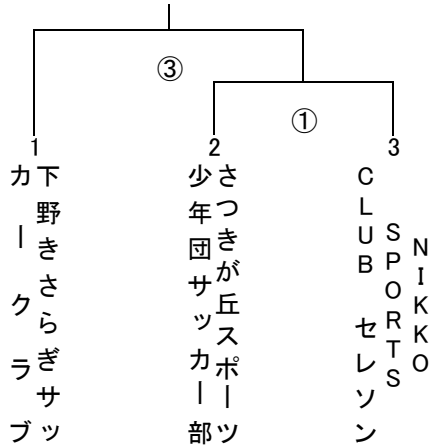 ③
①
1
2
3
下野きさらぎサッ
カークラブ
さつきが丘スポーツ
少年団サッカー部
NIKKO
SPORTS
CLUB セレソン